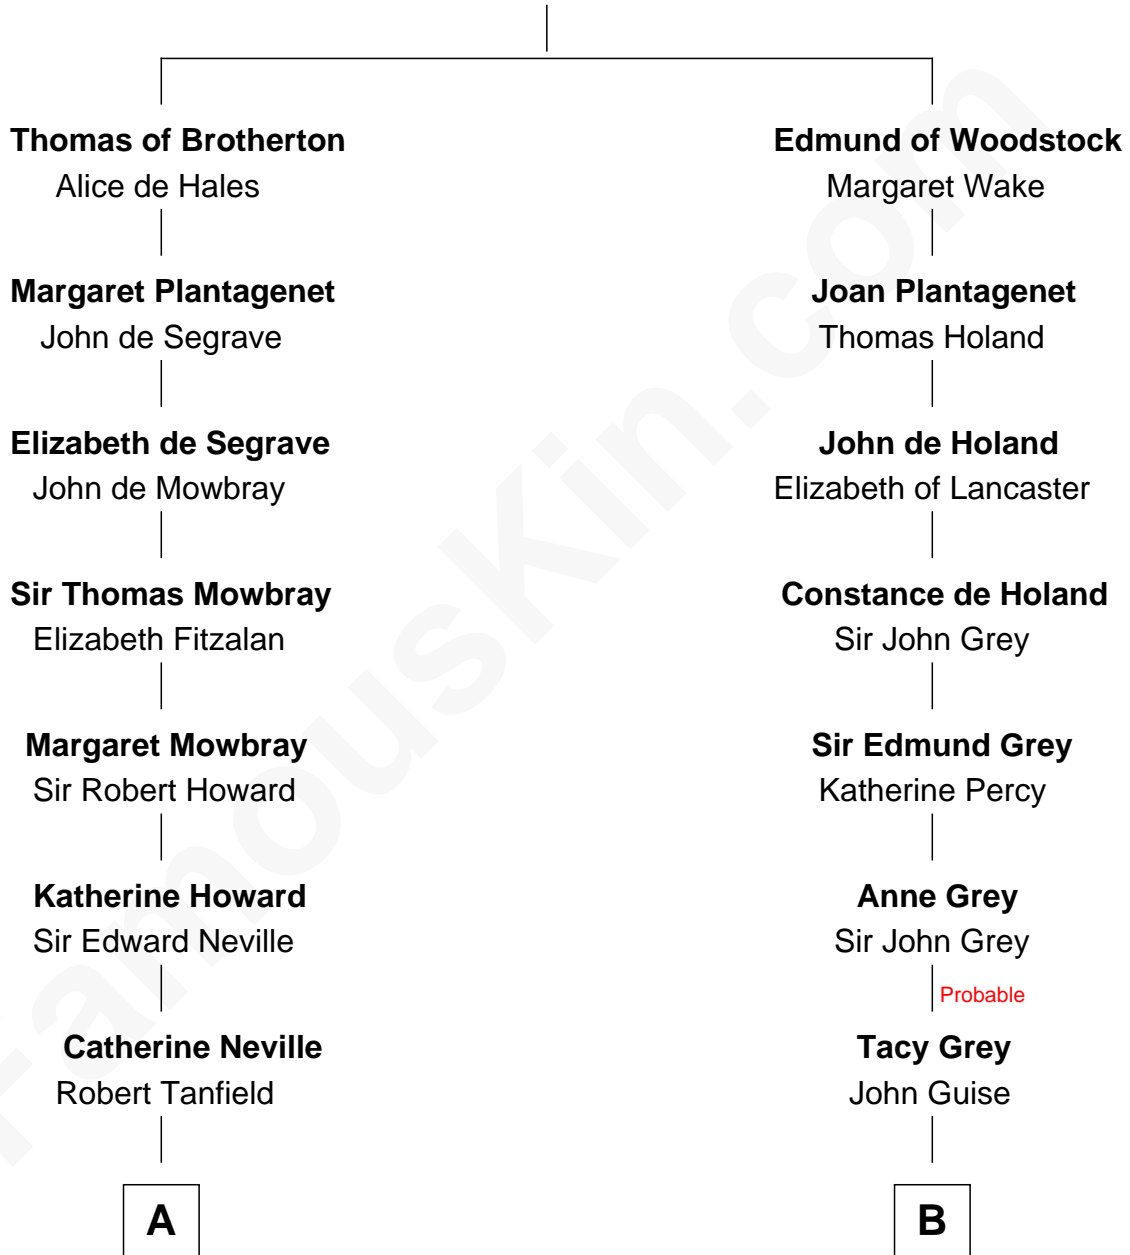 Thomas of Brotherton
Alice de Hales
Margaret Plantagenet
John de Segrave
Elizabeth de Segrave
John de Mowbray
Sir Thomas Mowbray
Elizabeth Fitzalan
Margaret Mowbray
Sir Robert Howard
Katherine Howard
Sir Edward Neville
Catherine Neville
Robert Tanfield
A
Edmund of Woodstock
Margaret Wake
Joan Plantagenet
Thomas Holand
John de Holand
Elizabeth of Lancaster
Constance de Holand
Sir John Grey
Sir Edmund Grey
Katherine Percy
Anne Grey
Sir John Grey
Probable
Tacy Grey
John Guise
B
FamousKin.com